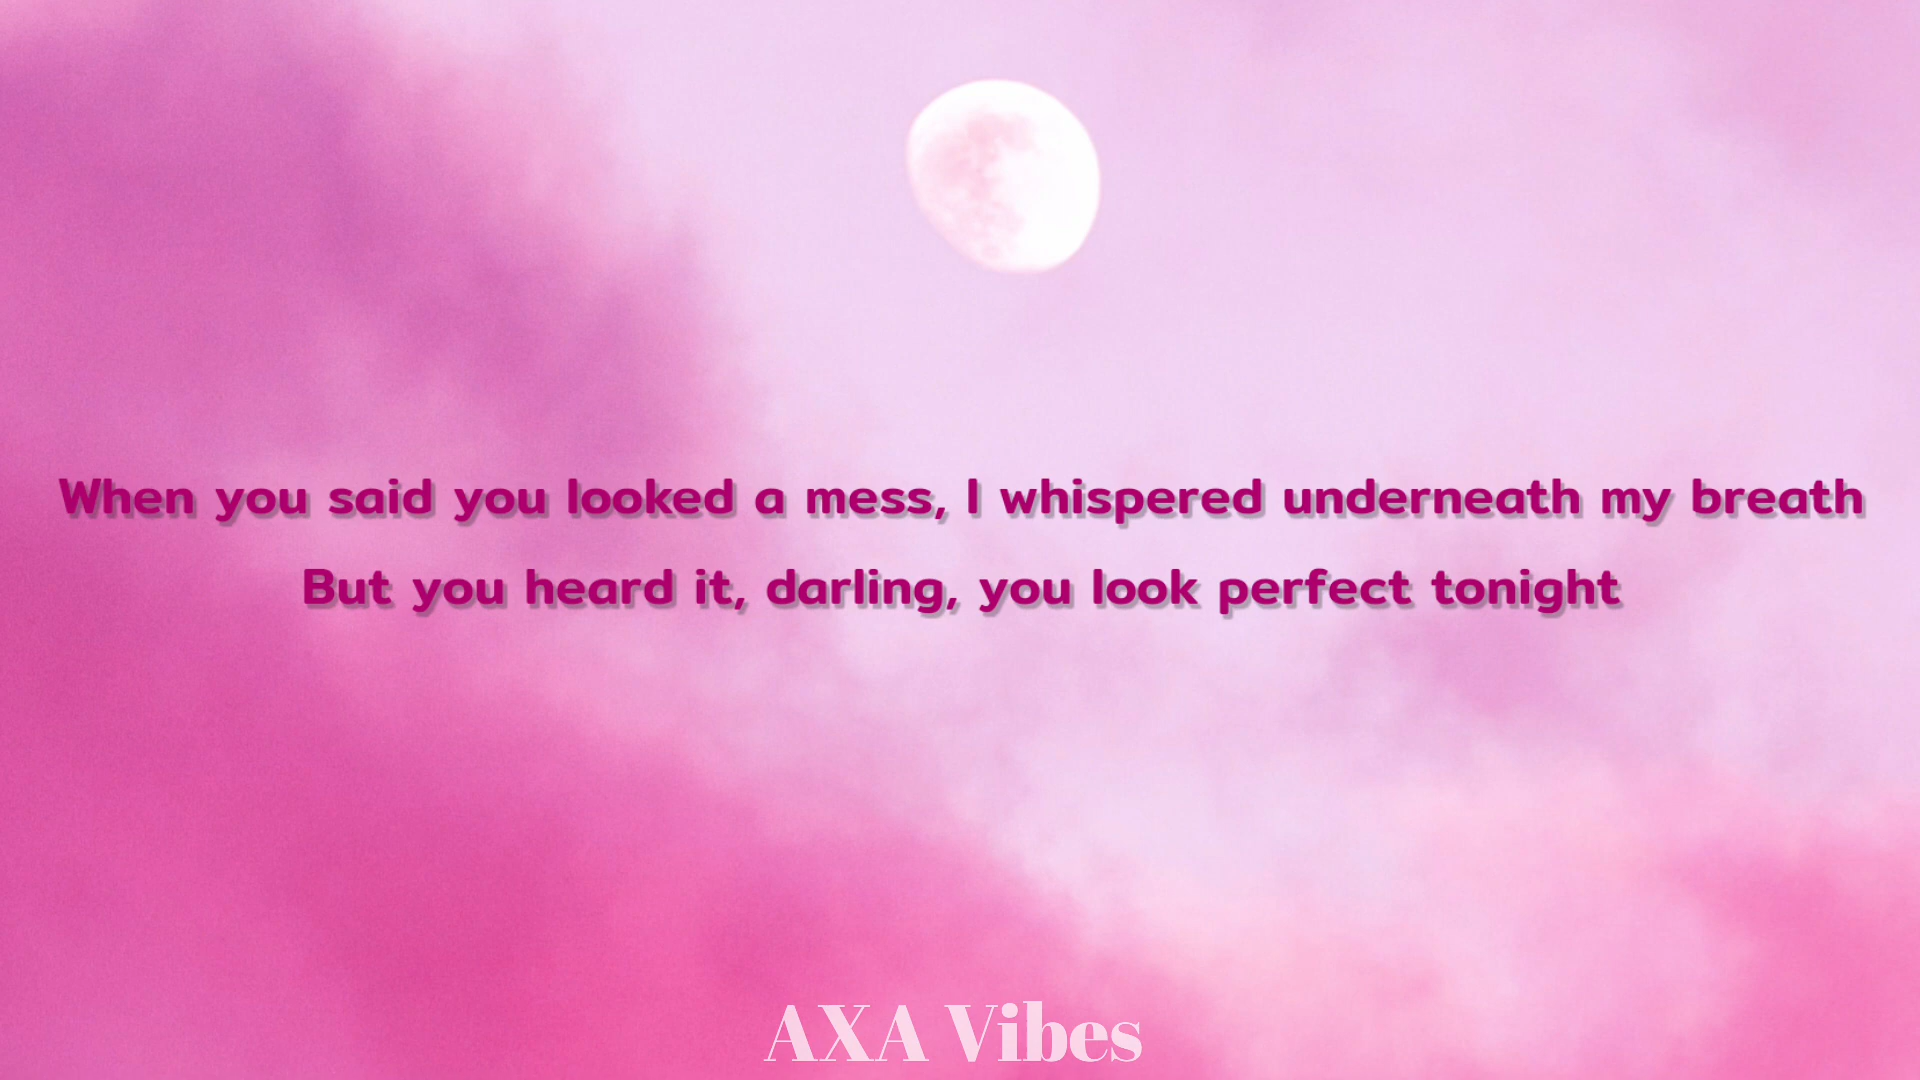 When you said you looked a mess, I whispered underneath my breath
But you heard it, darling, you look perfect tonight
AXA Vibes